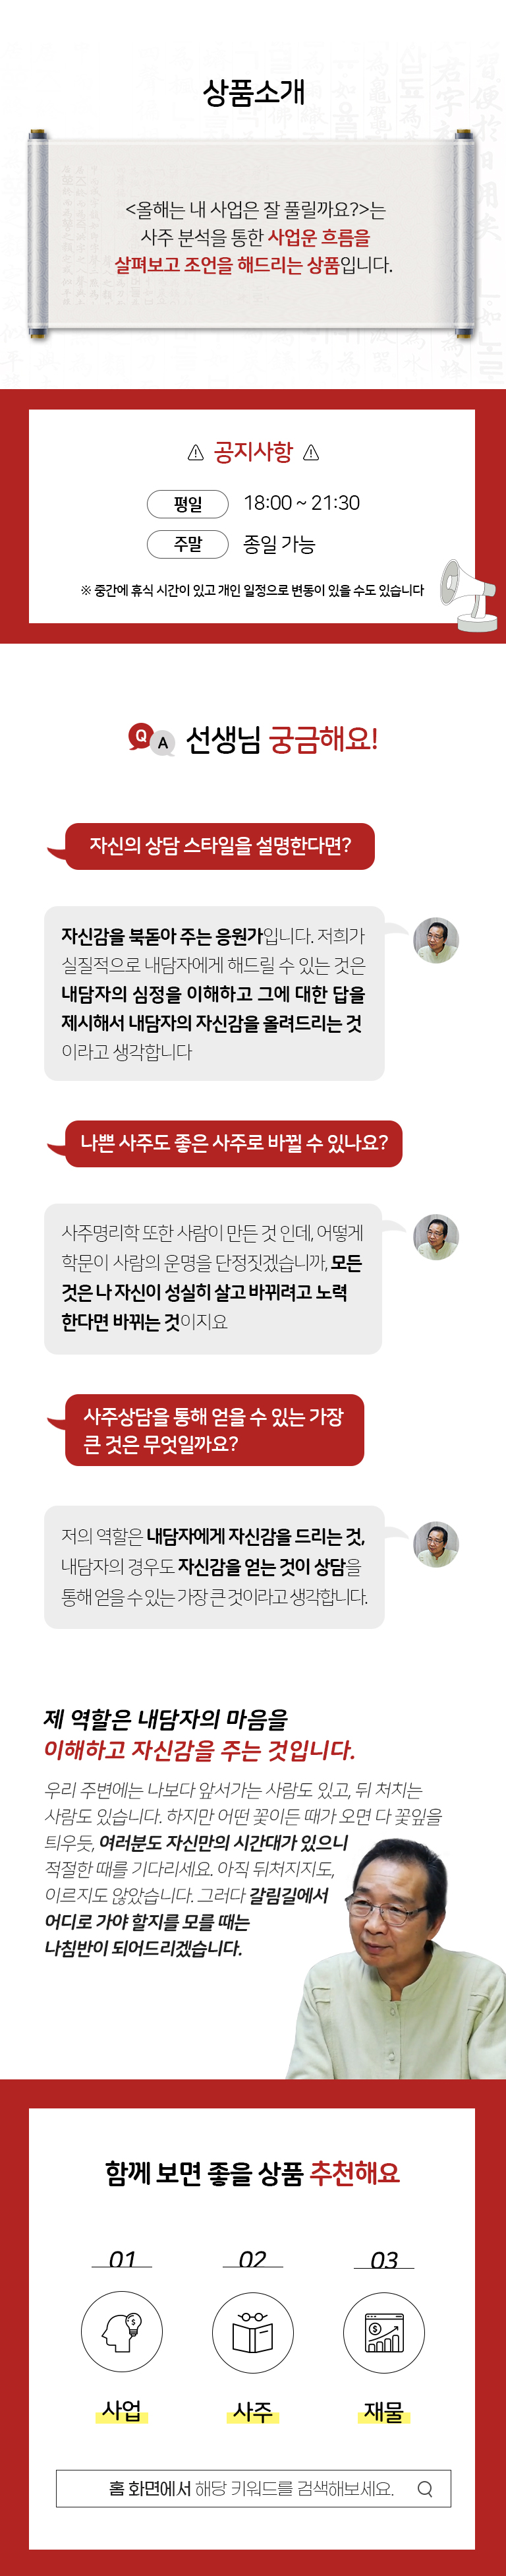 상품소개
<올해는 내 사업은 잘 풀릴까요?>는
사주 분석을 통한 사업운 흐름을
살펴보고 조언을 해드리는 상품입니다.
공지사항
평일 18:00 ~ 21:30
주말 종일 가능
※ 중간에 휴식 시간이 있고 개인 일정으로 변동이 있을 수도 있습니다
Q A 선생님 궁금해요!
자신의 상담 스타일을 설명한다면?
자신감을 북돋아 주는 응원가입니다. 저희가
실질적으로 내담자에게 해드릴 수 있는 것은
내담자의 심정을 이해하고 그에 대한 답을
제시해서 내담자의 자신감을 올려드리는 것
이라고 생각합니다
나쁜 사주도 좋은 사주로 바뀔 수 있나요?
사주명리학 또한 사람이 만든 것 인데, 어떻게
학문이 사람의 운명을 단정짓겠습니까, 모든
것은 나 자신이 성실히 살고 바뀌려고 노력
한다면 바뀌는 것이지요
사주상담을 통해 얻을 수 있는 가장
큰 것은 무엇일까요?
저의 역할은 내담자에게 자신감을 드리는 것,
내담자의 경우도 자신감을 얻는 것이 상담을
통해 얻을 수 있는 가장 큰 것이라고 생각합니다.
제 역할은 내담자의 마음을
이해하고 자신감을 주는 것입니다.
우리 주변에는 나보다 앞서가는 사람도 있고, 뒤 처치는
사람도 있습니다. 하지만 어떤 꽃이든 때가 오면 다 꽃잎을
틔우듯, 여러분도 자신만의 시간대가 있으니
적절한 때를 기다리세요. 아직 뒤처지지도,
이르지도 않았습니다. 그러다 갈림길에서
어디로 가야 할지를 모를 때는
나침반이 되어드리겠습니다.
함께 보면 좋을 상품 추천해요
01 02 03
사업 사주 재물
홈 화면에서 해당 키워드를 검색해보세요.